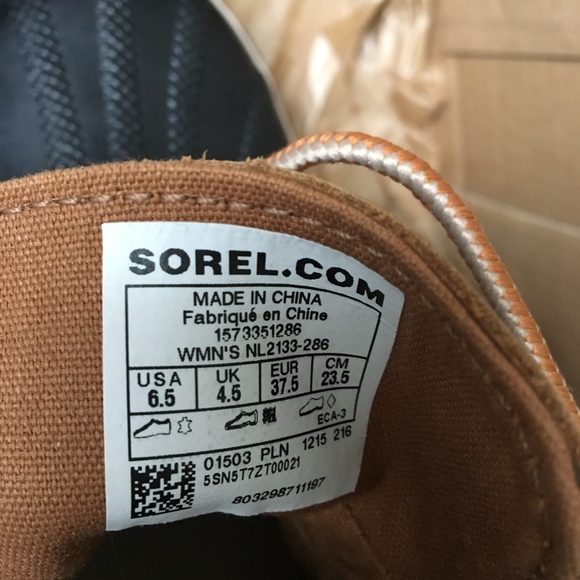 SOREL.COM
MADE IN CHINA
Fabriqué en Chine
1573351286
WMN'S NL2133-286
USA UK EUR CM
6.5 4.5 37.5 23.5
ECA-3
01503 PLN 1215 216
5SN5T7ZT00021
803298711197